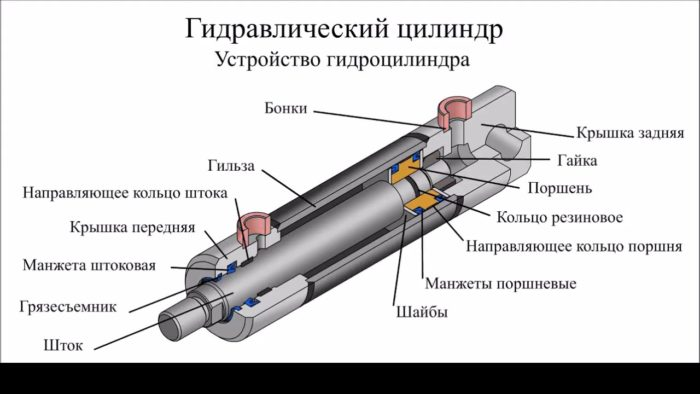 Гидравлический цилиндр
Устройство гидроцилиндра
Бонки
Крышка задняя
Гайка
Гильза
Поршень
Направляющее кольцо штока
Кольцо резиновое
Крышка передняя
Направляющее кольцо поршня
Манжета штоковая
Манжеты поршневые
Грязесъемник
Шайбы
Шток